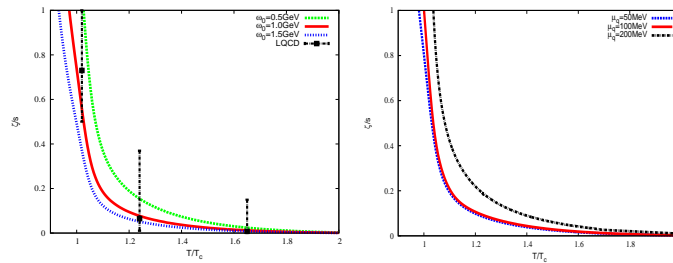 ω₀=0.5GeV
ω₀=1.0GeV
ω₀=1.5GeV
LQCD
1
0.8
0.6
0.4
0.2
0
ζ/s
1
1.2
1.4
1.6
1.8
2
T/Tc
μq=50MeV
μq=100MeV
μq=200MeV
1
0.8
0.6
0.4
0.2
0
ζ/s
1
1.2
1.4
1.6
1.8
T/Tc